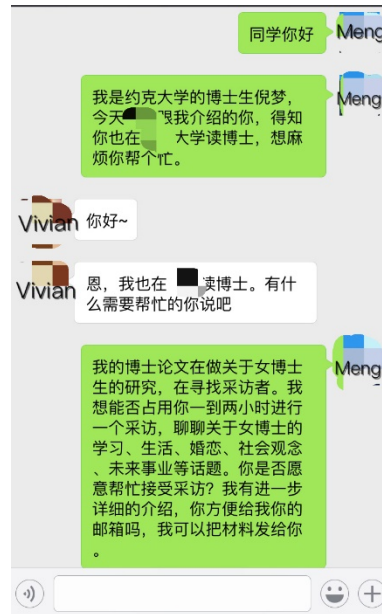 同学你好
Meng
我是约克大学的博士生倪梦，
Meng
今天 跟我介绍的你，得知
你也在 大学读博士，想麻
烦你帮个忙。
Vivian
你好~
Vivian
恩，我也在 读博士。有什
么需要帮忙的你说吧
Meng
我的博士论文在做关于女博士
生的研究，在寻找采访者。我
想能否占用你一到两小时进行
一个采访，聊聊关于女博士的
学习、生活、婚恋、社会观念
、未来事业等话题。你是否愿
意帮忙接受采访？我有进一步
详细的介绍，你方便给我你的
邮箱吗，我可以把材料发给你
。